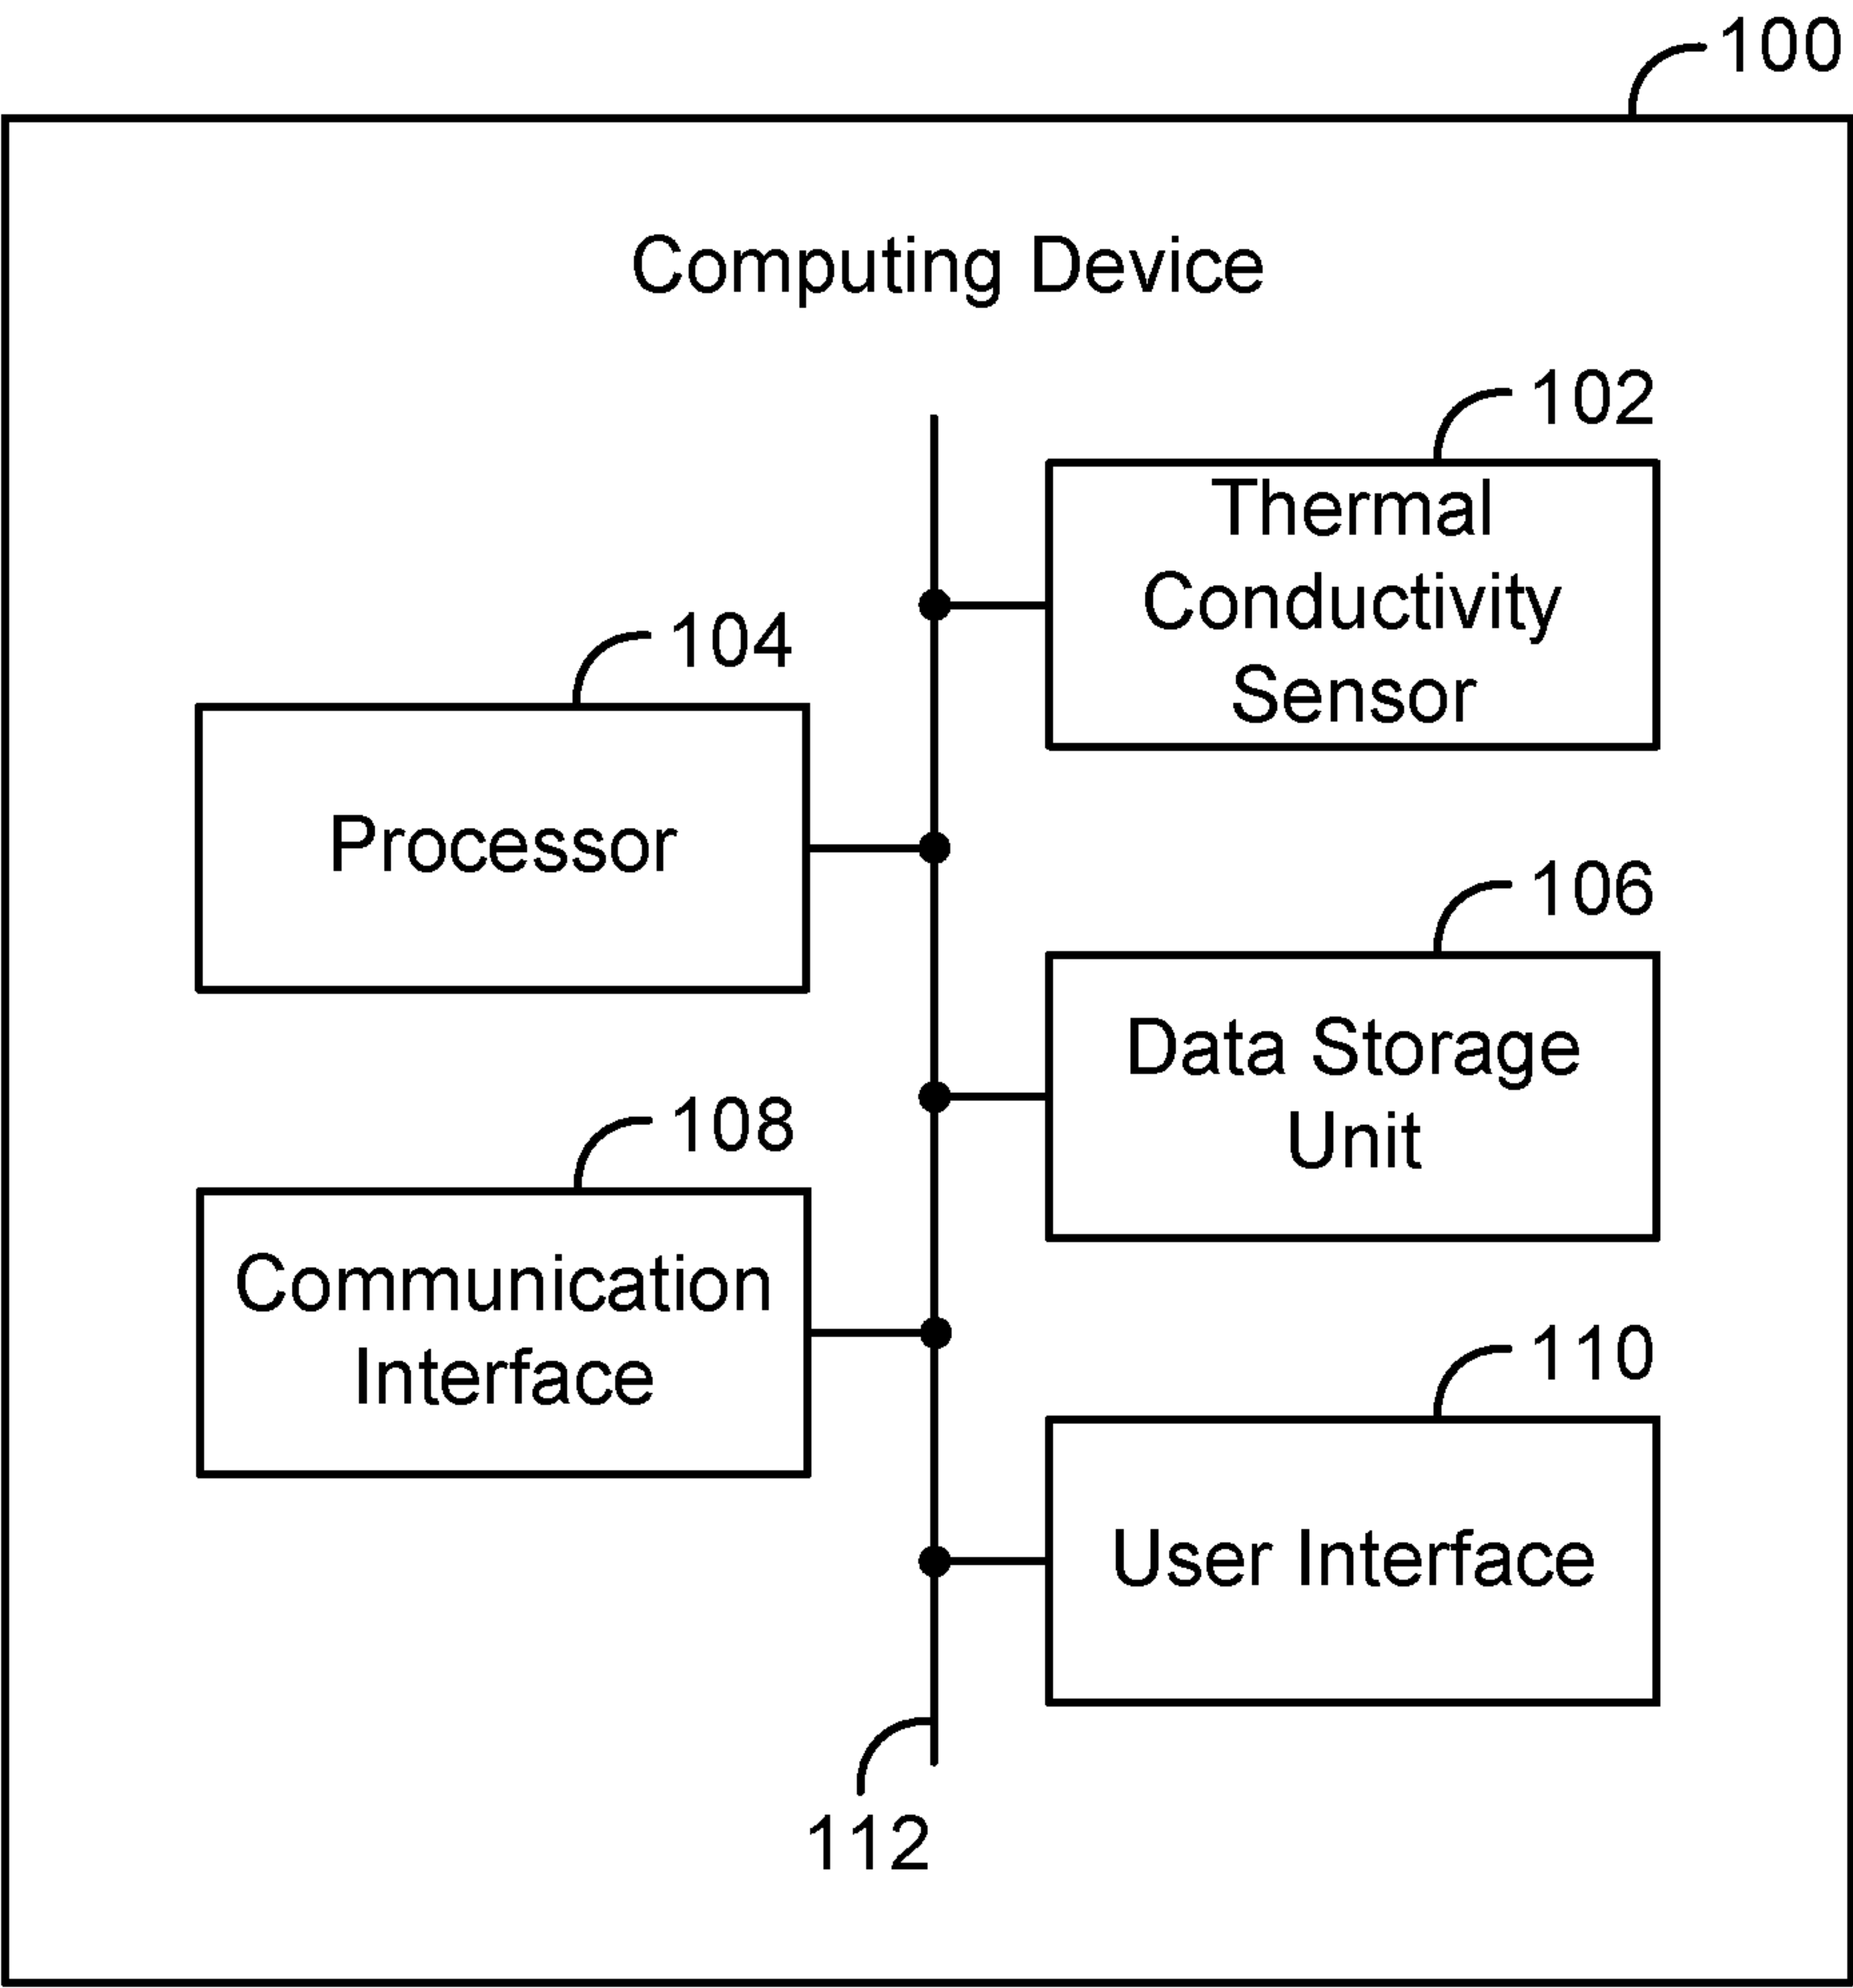 100
Computing Device
102
Thermal
Conductivity
Sensor
104
Processor
106
Data Storage
Unit
108
Communication
Interface
110
User Interface
112